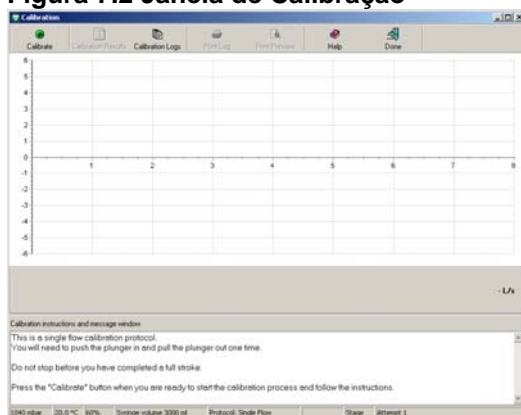 Figura 7.2 Janela de Calibração
Calibration
Calibrate Calibration Results Calibration Logs Print Log Print Preview Help Done
6
5
4
3
2
1
0
1 2 3 4 5 6 7 8
-1
-2
-3
-4
-5
-6
- L/s
Calibration instructions and message window
This is a single flow calibration protocol.
You will need to push the plunger in and pull the plunger out one time.
Do not stop before you have completed a full stroke.
Press the "Calibrate" button when you are ready to start the calibration process and follow the instructions.
1040 mbar 20.0 °C 60% Syringe volume 3000 ml Protocol: Single Flow Stage Attempt 1